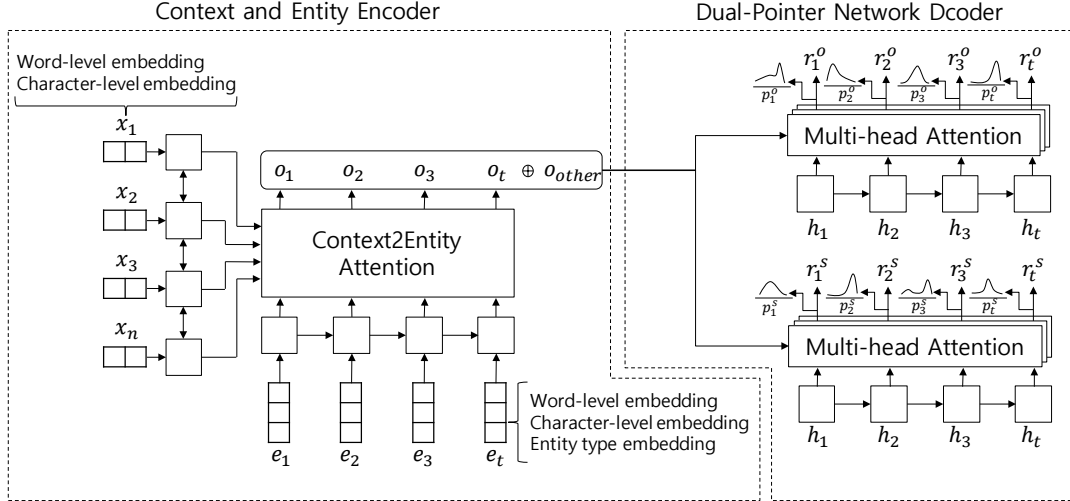 Context and Entity Encoder
Dual-Pointer Network Dcoder
Word-level embedding
Character-level embedding
x₁
x₂
x₃
xₙ
o₁ o₂ o₃ oₜ ⊕ o_other
Context2Entity
Attention
e₁ e₂ e₃ eₜ
Word-level embedding
Character-level embedding
Entity type embedding
r₁ᵒ r₂ᵒ r₃ᵒ rₜᵒ
p₁ᵒ p₂ᵒ p₃ᵒ pₜᵒ
Multi-head Attention
h₁ h₂ h₃ hₜ
r₁ˢ r₂ˢ r₃ˢ rₜˢ
p₁ˢ p₂ˢ p₃ˢ pₜˢ
Multi-head Attention
h₁ h₂ h₃ hₜ